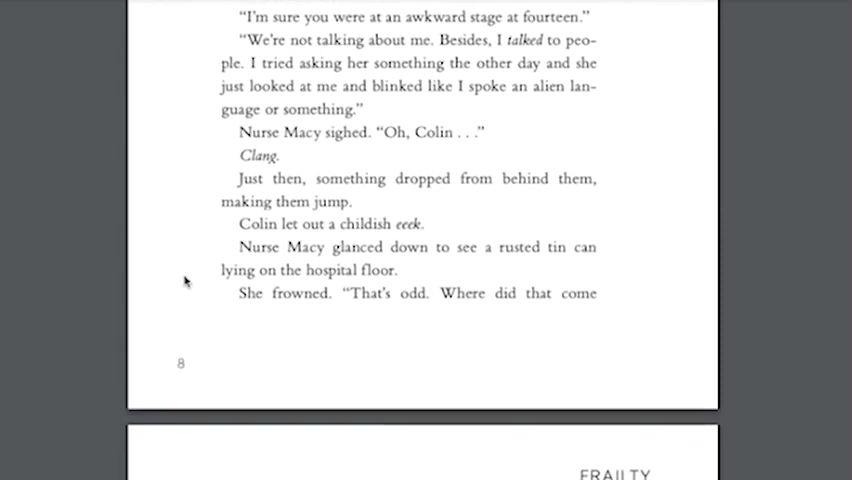 “I’m sure you were at an awkward stage at fourteen.”
“We’re not talking about me. Besides, I talked to peo-
ple. I tried asking her something the other day and she
just looked at me and blinked like I spoke an alien lan-
guage or something.”
Nurse Macy sighed. “Oh, Colin . . .”
Clang.
Just then, something dropped from behind them,
making them jump.
Colin let out a childish eeek.
Nurse Macy glanced down to see a rusted tin can
lying on the hospital floor.
She frowned. “That’s odd. Where did that come
8
FRAILTY